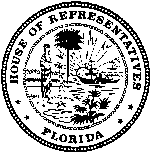 HOUSE OF REPRESENTATIVES
FLORIDA